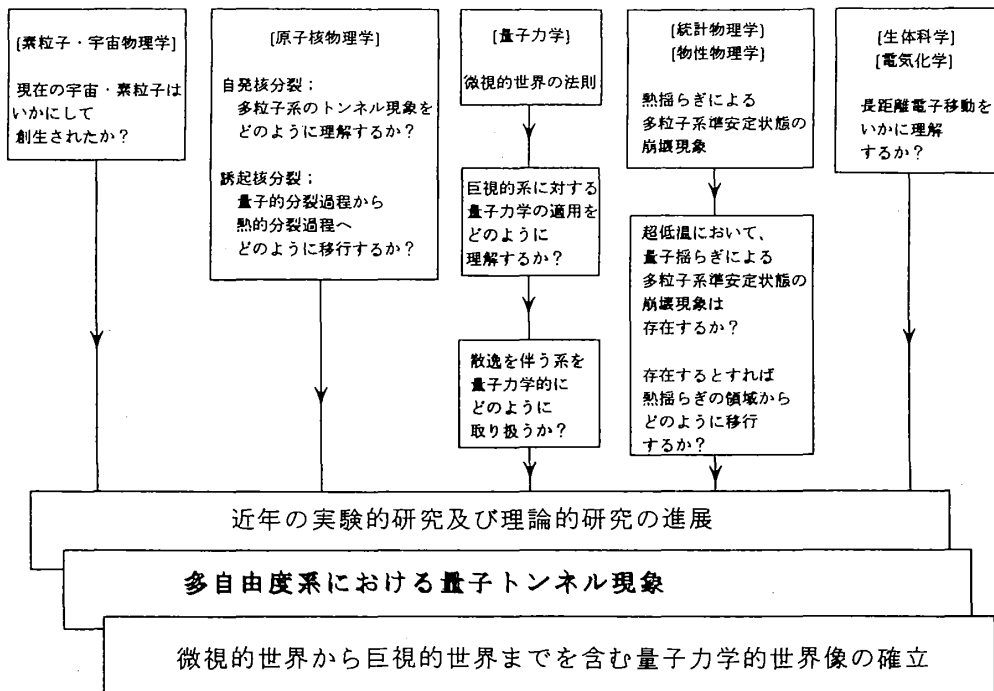 [素粒子・宇宙物理学]
現在の宇宙・素粒子は
いかにして
創生されたか？
[原子核物理学]
自発核分裂；
多粒子系のトンネル現象を
どのように理解するか？
誘起核分裂；
量子的分裂過程から
熱的分裂過程へ
どのように移行するか？
[量子力学]
微視的世界の法則
巨視的系に対する
量子力学の適用を
どのように
理解するか？
散逸を伴う系を
量子力学的に
どのように
取り扱うか？
[統計物理学]
[物性物理学]
熱揺らぎによる
多粒子系準安定状態の
崩壊現象
超低温において、
量子揺らぎによる
多粒子系準安定状態の
崩壊現象は
存在するか？
存在するとすれば
熱揺らぎの領域から
どのように移行
するか？
[生体科学]
[電気化学]
長距離電子移動を
いかに理解
するか？
近年の実験的研究及び理論的研究の進展
多自由度系における量子トンネル現象
微視的世界から巨視的世界までを含む量子力学的世界像の確立